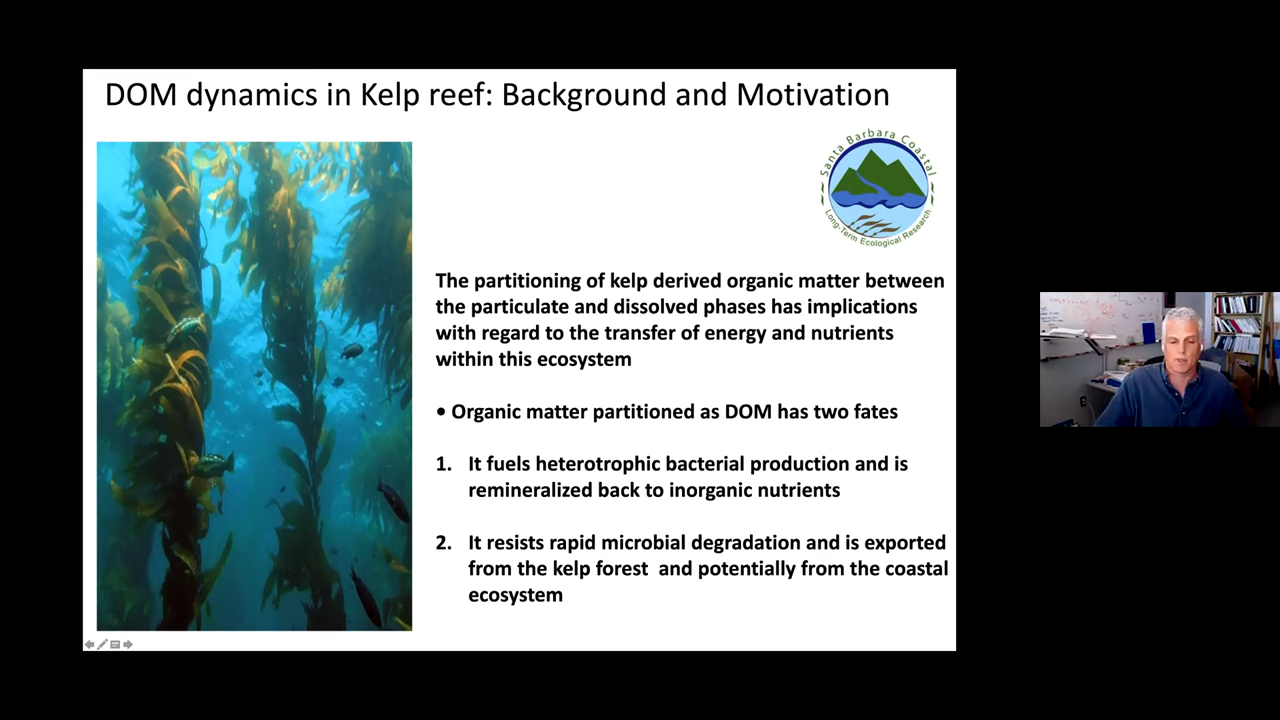 DOM dynamics in Kelp reef: Background and Motivation
Santa Barbara Coastal
Long-Term Ecological Research
The partitioning of kelp derived organic matter between
the particulate and dissolved phases has implications
with regard to the transfer of energy and nutrients
within this ecosystem
• Organic matter partitioned as DOM has two fates
1. It fuels heterotrophic bacterial production and is
remineralized back to inorganic nutrients
2. It resists rapid microbial degradation and is exported
from the kelp forest and potentially from the coastal
ecosystem